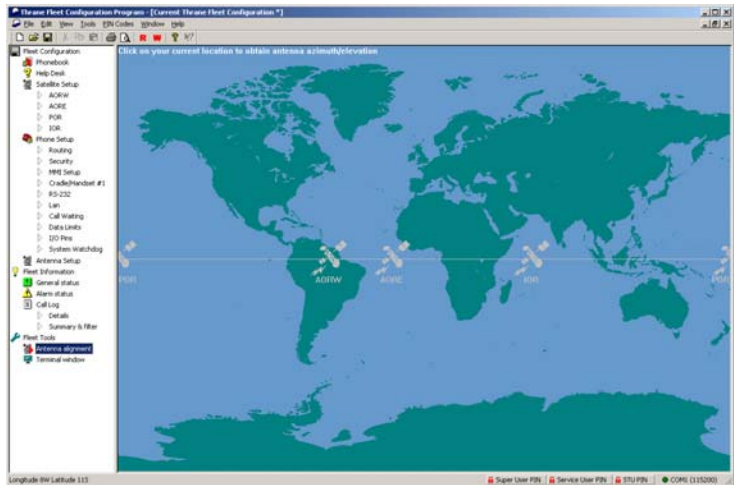 Thrane Fleet Configuration Program - [Current Thrane Fleet Configuration *]
File Edit View Tools PIN Codes Window Help
R W
Fleet Configuration
Phonebook
Help Desk
Satellite Setup
AORW
AORE
POR
IOR
Phone Setup
Routing
Security
MMI Setup
Cradle/Handset #1
RS-232
Lan
Call Waiting
Data Limits
I/O Pins
System Watchdog
Antenna Setup
Fleet Information
General status
Alarm status
Call Log
Details
Summary & filter
Fleet Tools
Antenna alignment
Terminal window
Click on your current location to obtain antenna azimuth/elevation
POR
AORW
AORE
IOR
POR
Longitude 8W Latitude 11S
Super User PIN
Service User PIN
STU PIN
COM1 (115200)